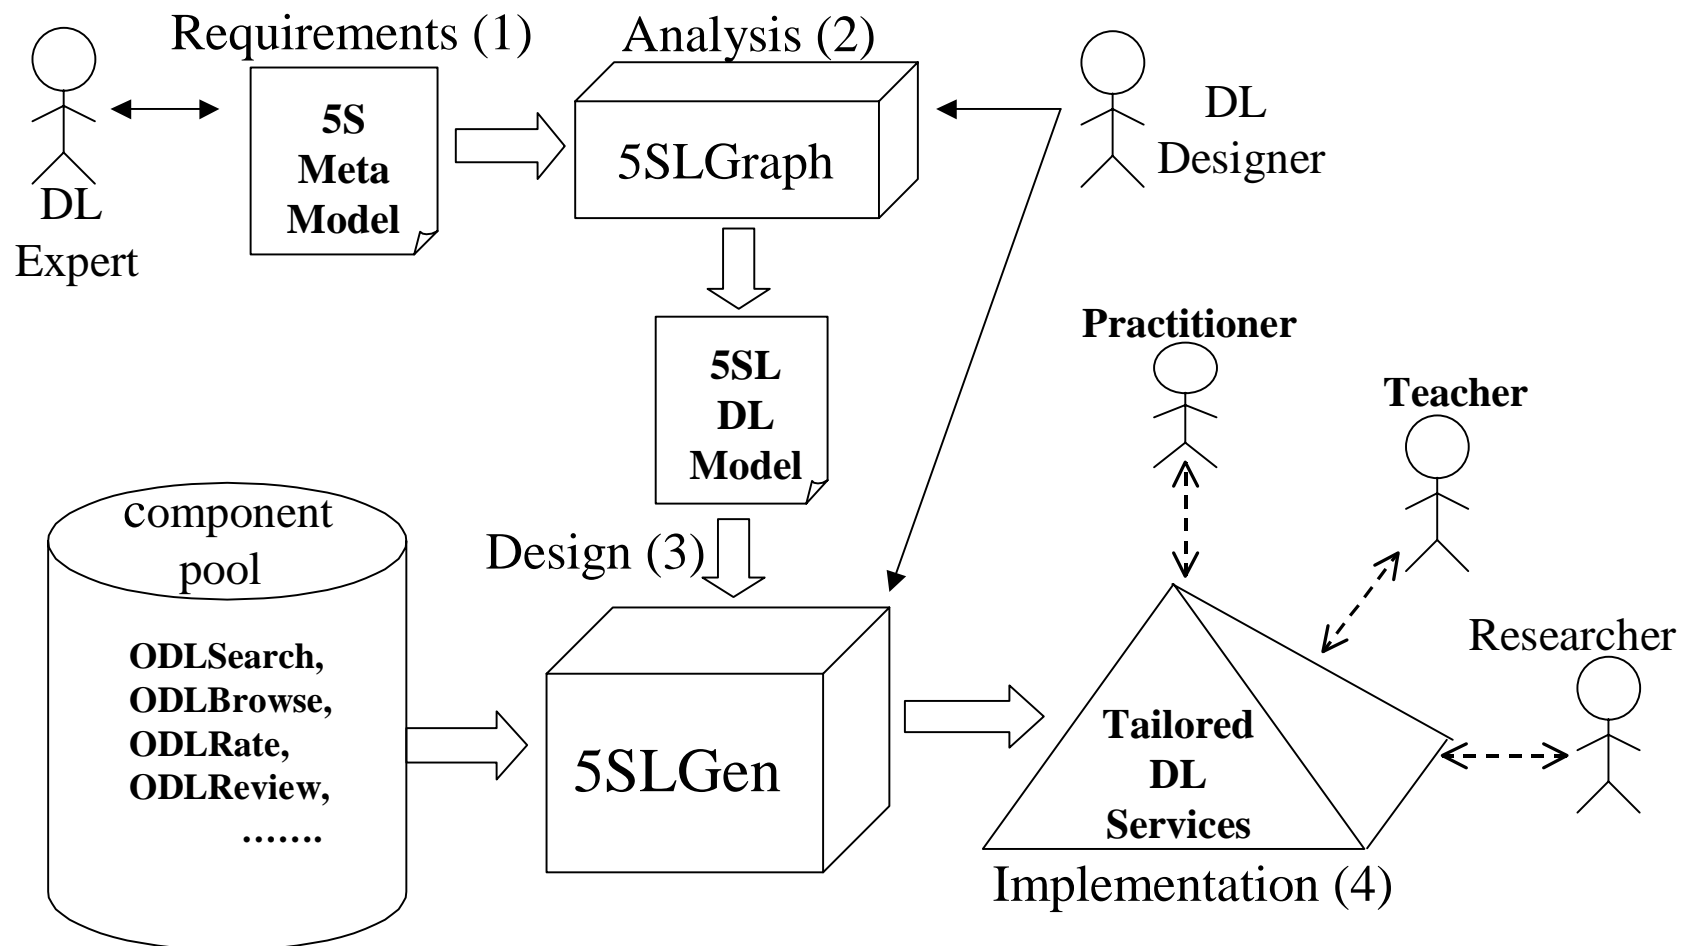 Requirements (1)
Analysis (2)
5S
Meta
Model
5SLGraph
DL
Designer
DL
Expert
5SL
DL
Model
Practitioner
Teacher
component
pool
Design (3)
ODLSearch,
ODLBrowse,
ODLRate,
ODLReview,
.......
5SLGen
Researcher
Tailored
DL
Services
Implementation (4)